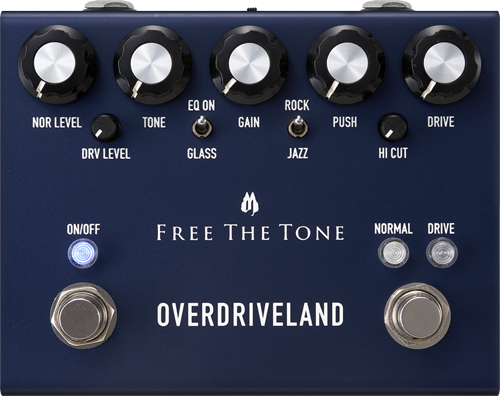 NOR LEVEL
TONE
EQ ON
GAIN
ROCK
PUSH
DRIVE
DRV LEVEL
GLASS
JAZZ
HI CUT
FREE THE TONE
ON/OFF
NORMAL
DRIVE
OVERDRIVELAND